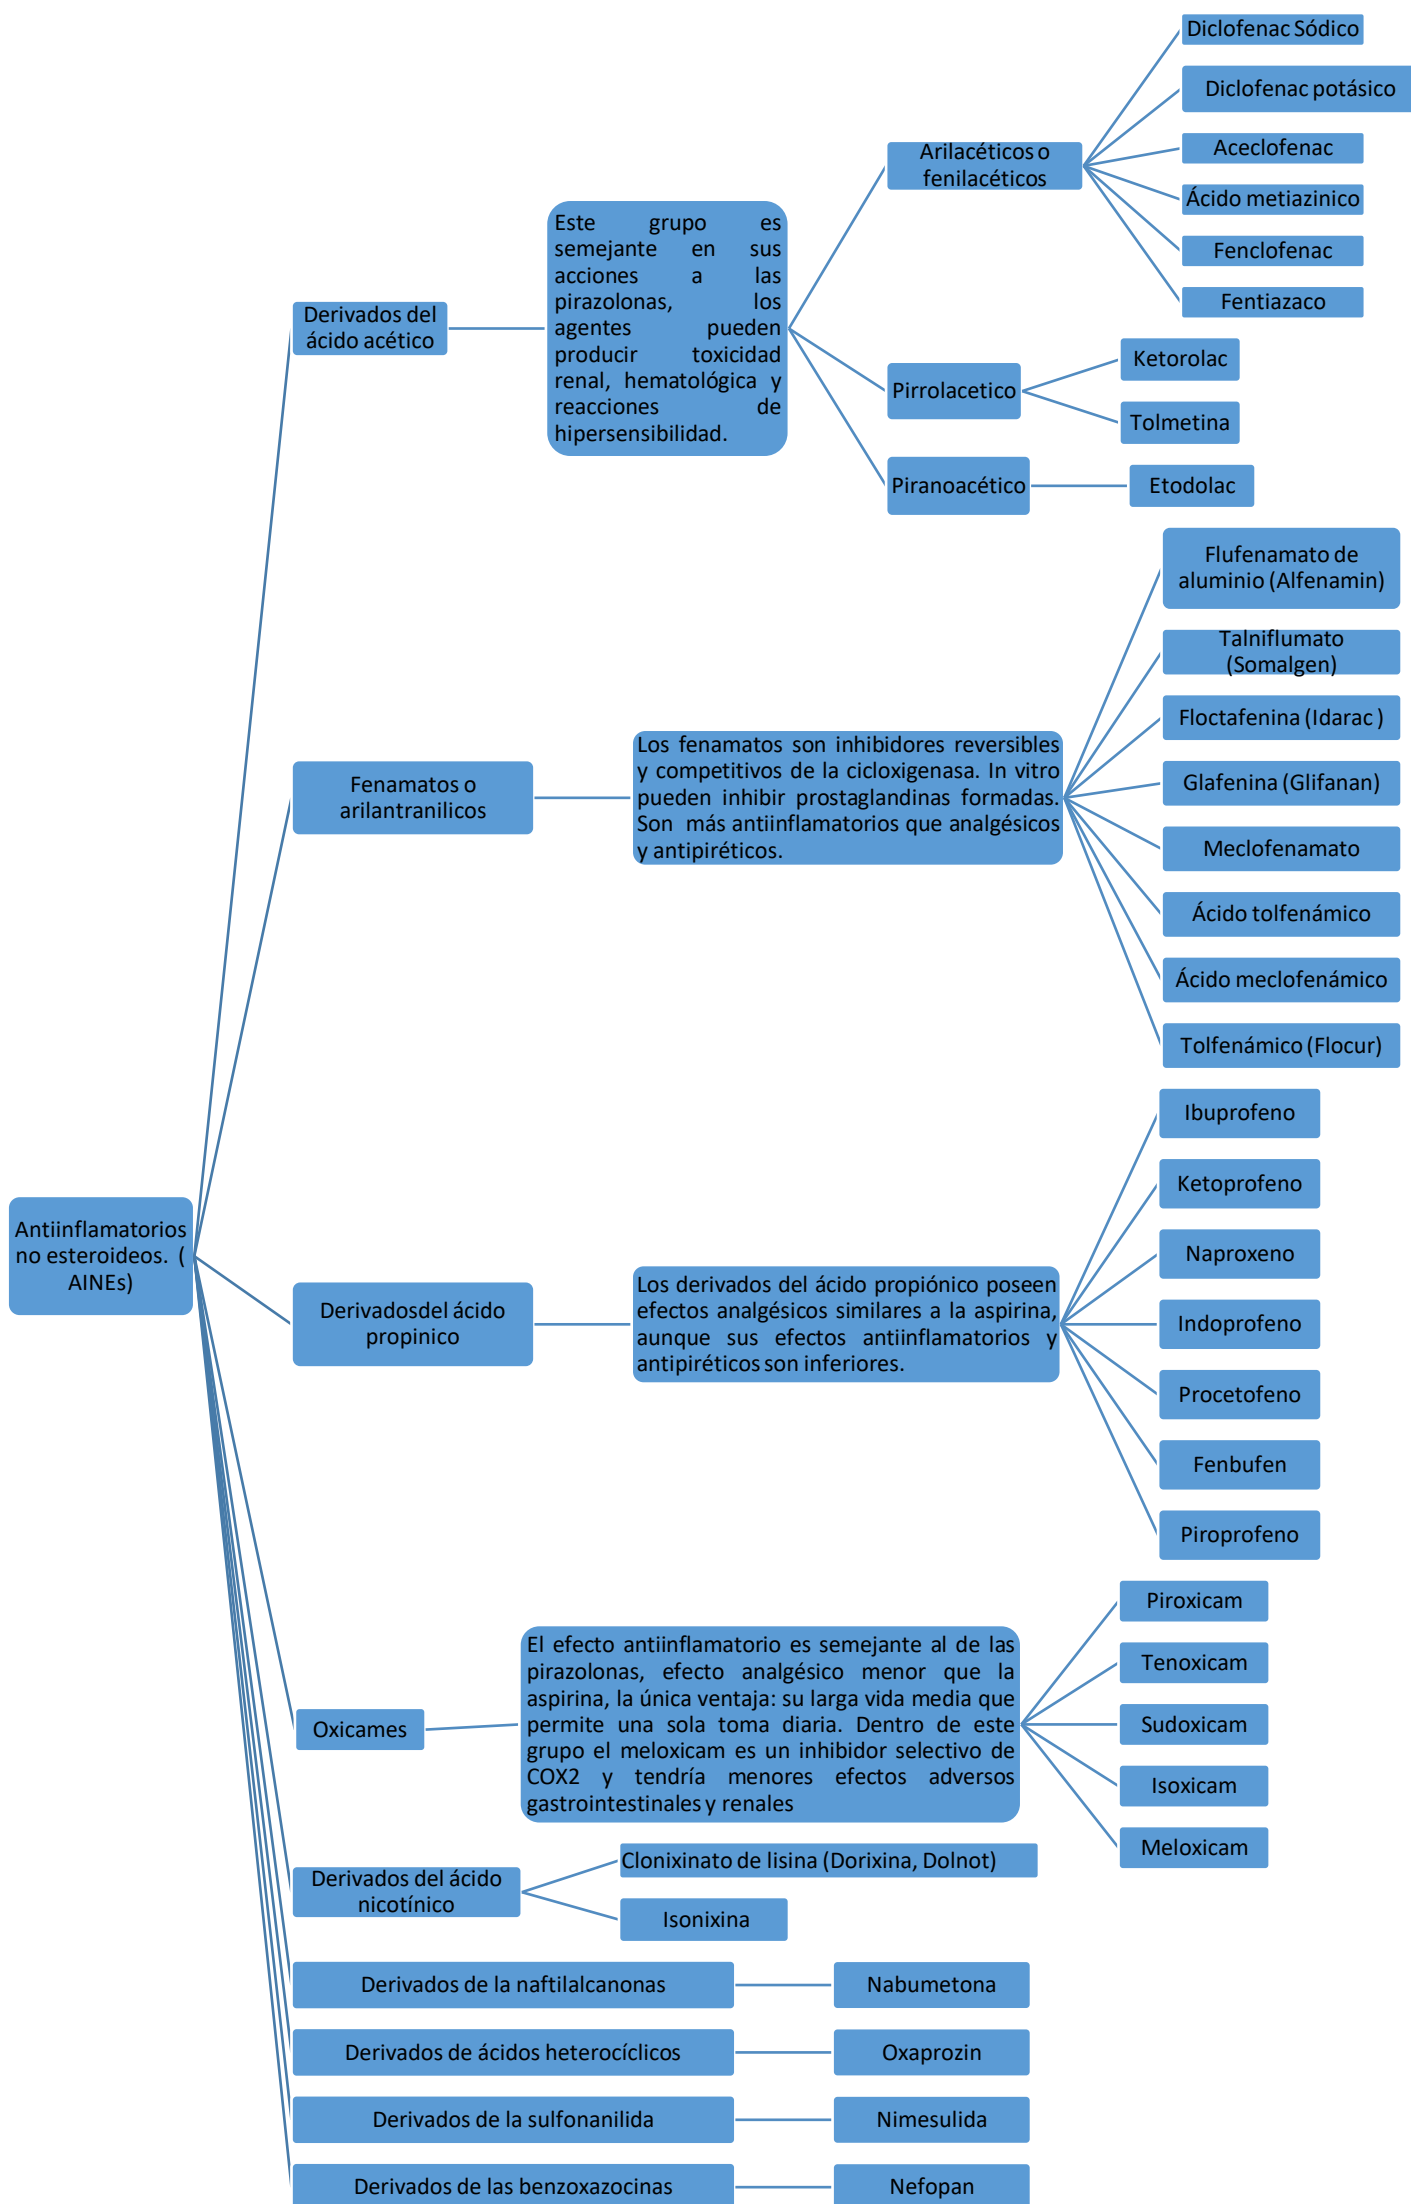 Antiinflamatorios
no esteroideos. (
AINEs)
Derivados del
ácido acético
Este grupo es
semejante en sus
acciones a las
pirazolonas, los
agentes pueden
producir toxicidad
renal, hematológica y
reacciones de
hipersensibilidad.
Arilacéticos o
fenilacéticos
Diclofenac Sódico
Diclofenac potásico
Aceclofenac
Ácido metiazinico
Fenclofenac
Fentiazaco
Pirrolacetico
Ketorolac
Tolmetina
Piranoacético
Etodolac
Fenamatos o
arilantranilicos
Los fenamatos son inhibidores reversibles
y competitivos de la cicloxigenasa. In vitro
pueden inhibir prostaglandinas formadas.
Son más antiinflamatorios que analgésicos
y antipiréticos.
Flufenamato de
aluminio (Alfenamin)
Talniflumato
(Somalgen)
Floctafenina (Idarac )
Glafenina (Glifanan)
Meclofenamato
Ácido tolfenámico
Ácido meclofenámico
Tolfenámico (Flocur)
Derivadosdel ácido
propinico
Los derivados del ácido propiónico poseen
efectos analgésicos similares a la aspirina,
aunque sus efectos antiinflamatorios y
antipiréticos son inferiores.
Ibuprofeno
Ketoprofeno
Naproxeno
Indoprofeno
Procetofeno
Fenbufen
Piroprofeno
Oxicames
El efecto antiinflamatorio es semejante al de las
pirazolonas, efecto analgésico menor que la
aspirina, la única ventaja: su larga vida media que
permite una sola toma diaria. Dentro de este
grupo el meloxicam es un inhibidor selectivo de
COX2 y tendría menores efectos adversos
gastrointestinales y renales
Piroxicam
Tenoxicam
Sudoxicam
Isoxicam
Meloxicam
Derivados del ácido
nicotínico
Clonixinato de lisina (Dorixina, Dolnot)
Isonixina
Derivados de la naftilalcanonas
Nabumetona
Derivados de ácidos heterocíclicos
Oxaprozin
Derivados de la sulfonanilida
Nimesulida
Derivados de las benzoxazocinas
Nefopan